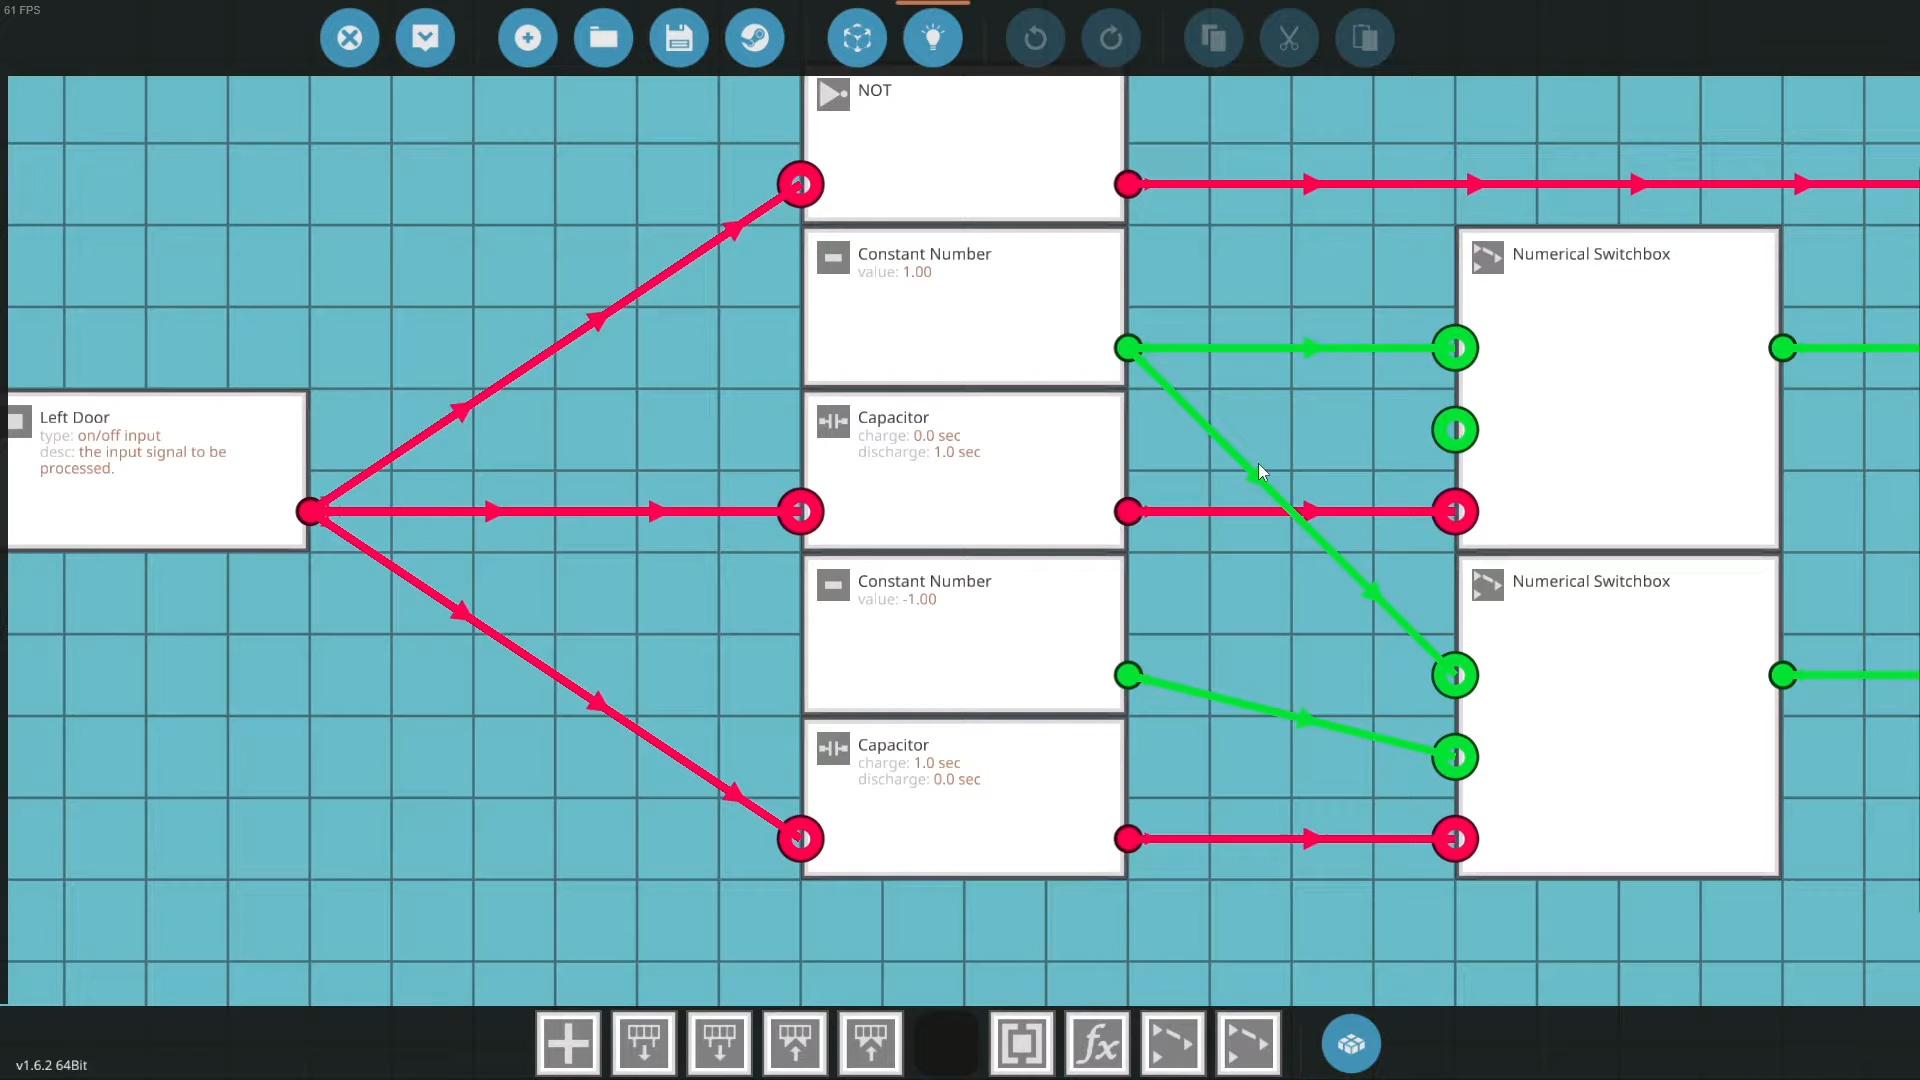 61 FPS
NOT
Constant Number
value: 1.00
Numerical Switchbox
Left Door
type: on/off input
desc: the input signal to be
processed.
Capacitor
charge: 0.0 sec
discharge: 1.0 sec
Constant Number
value: -1.00
Numerical Switchbox
Capacitor
charge: 1.0 sec
discharge: 0.0 sec
fx
v1.6.2 64Bit